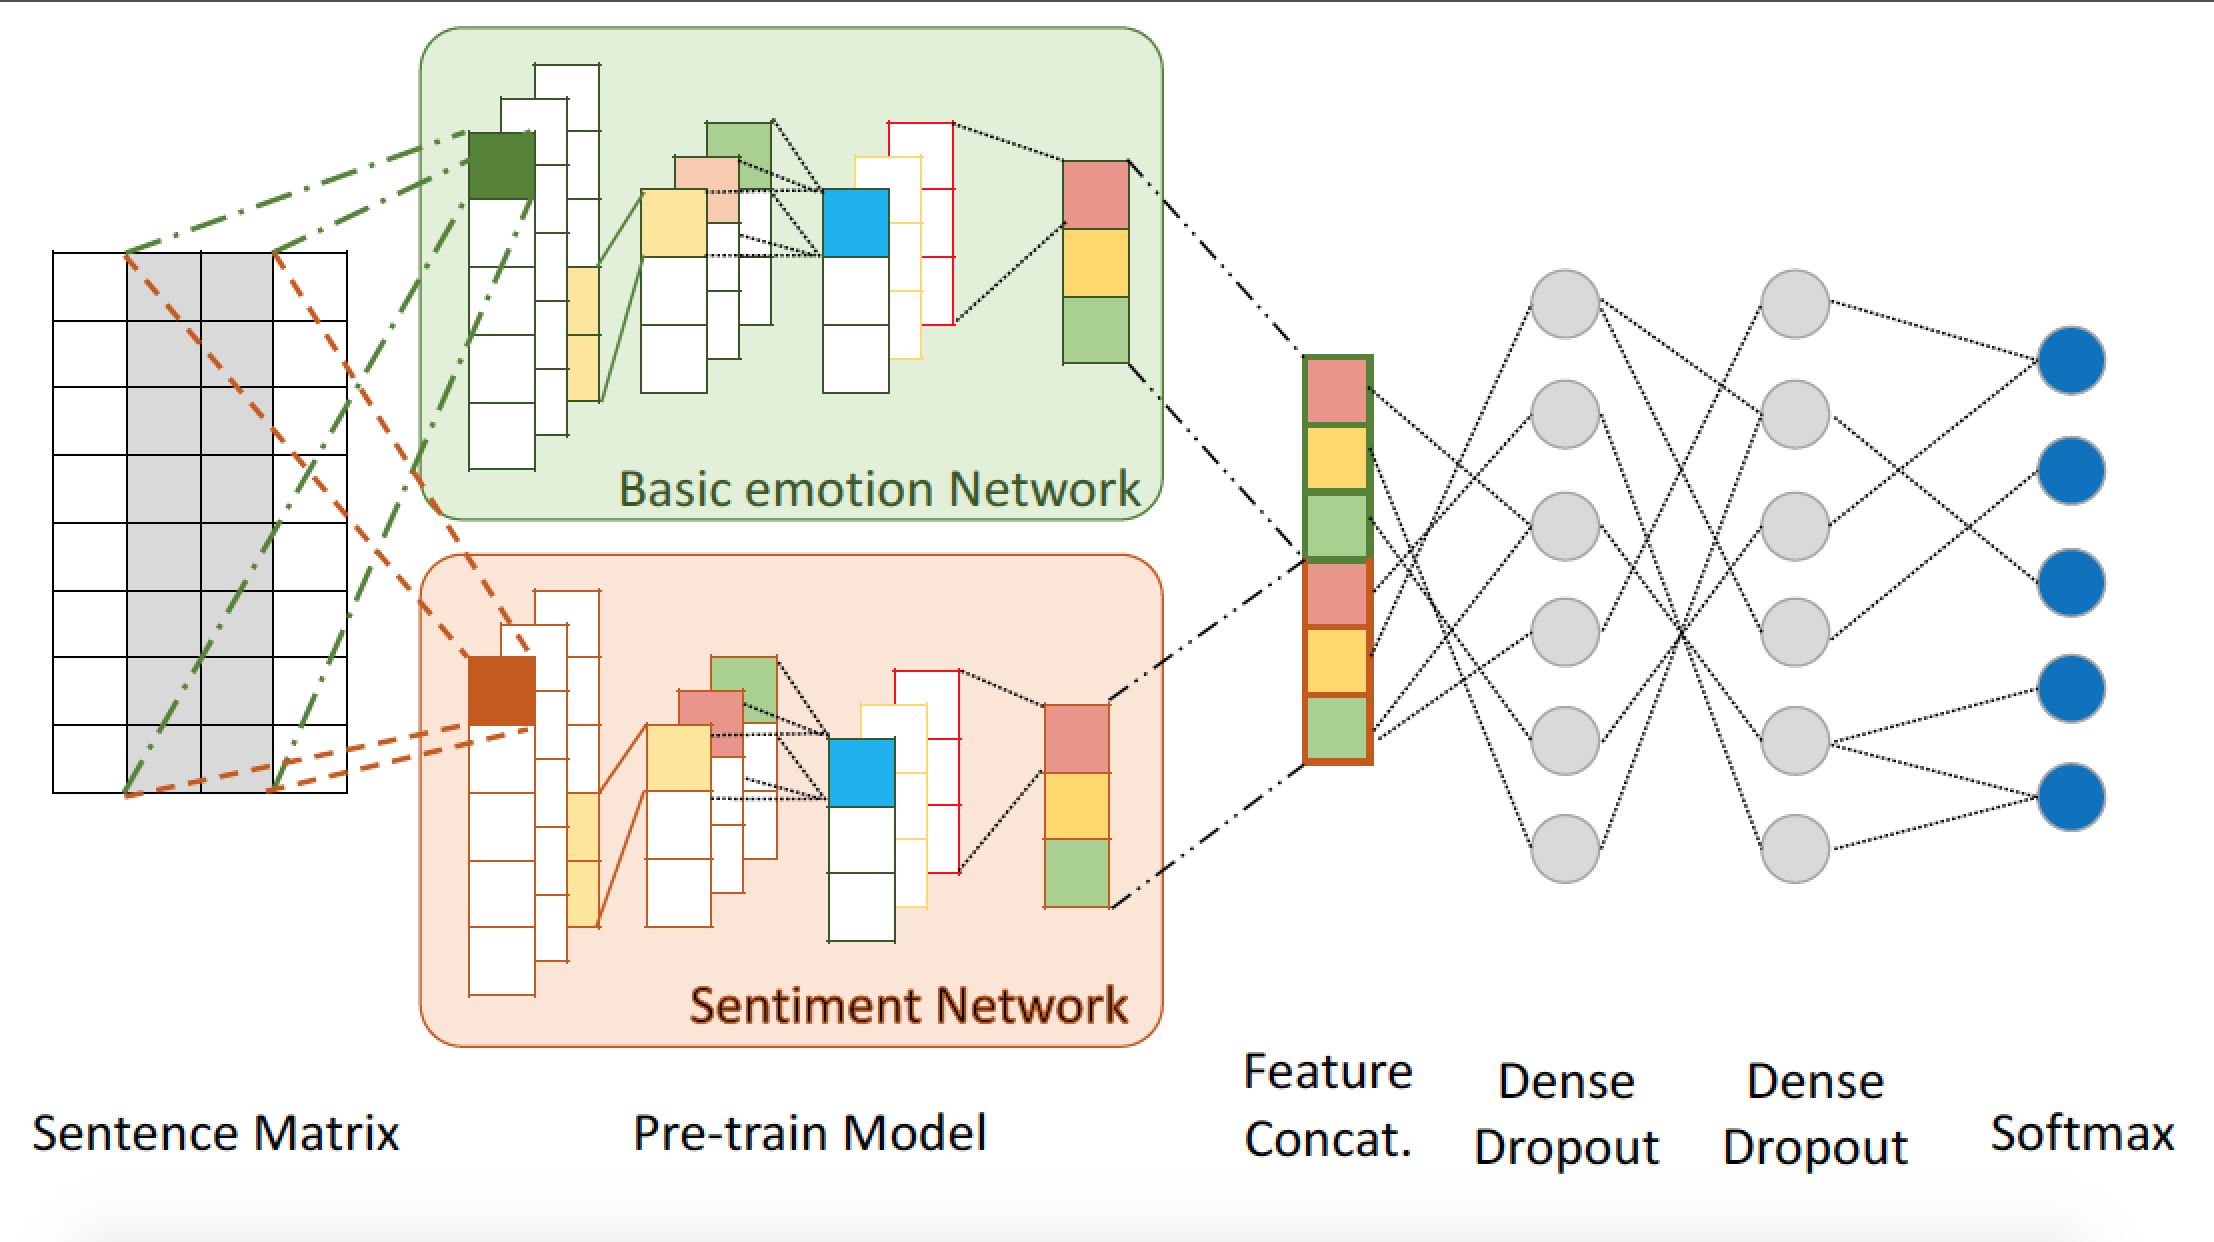 Basic emotion Network
Sentiment Network
Sentence Matrix
Pre-train Model
Feature
Concat.
Dense
Dropout
Dense
Dropout
Softmax